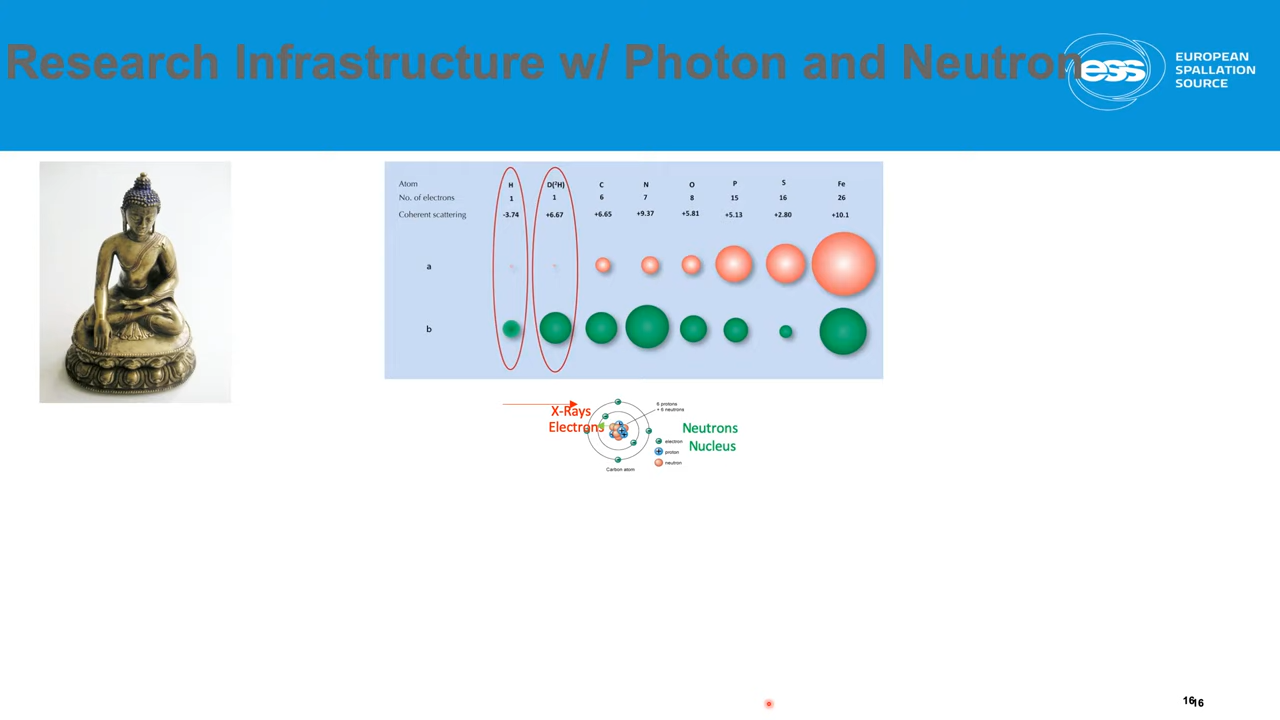 Research Infrastructure w/ Photon and Neutron
ess
EUROPEAN
SPALLATION
SOURCE
Atom H D(²H) C N O P S Fe
No. of electrons 1 1 6 7 8 15 16 26
Coherent scattering -3.74 +6.67 +6.65 +9.37 +5.81 +5.13 +2.80 +10.1
a
b
X-Rays
Electrons
6 protons
+ 6 neutrons
electron
proton
neutron
Carbon atom
Neutrons
Nucleus
16
16